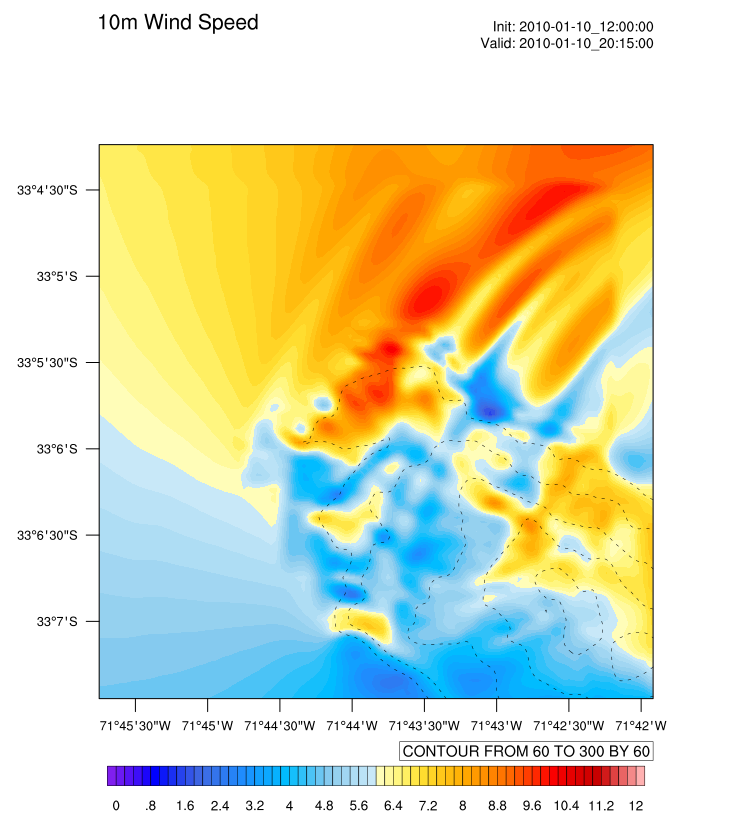 10m Wind Speed
Init: 2010-01-10_12:00:00
Valid: 2010-01-10_20:15:00
33°4'30"S
33°5'S
33°5'30"S
33°6'S
33°6'30"S
33°7'S
71°45'30"W 71°45'W 71°44'30"W 71°44'W 71°43'30"W 71°43'W 71°42'30"W 71°42'W
CONTOUR FROM 60 TO 300 BY 60
0 .8 1.6 2.4 3.2 4 4.8 5.6 6.4 7.2 8 8.8 9.6 10.4 11.2 12